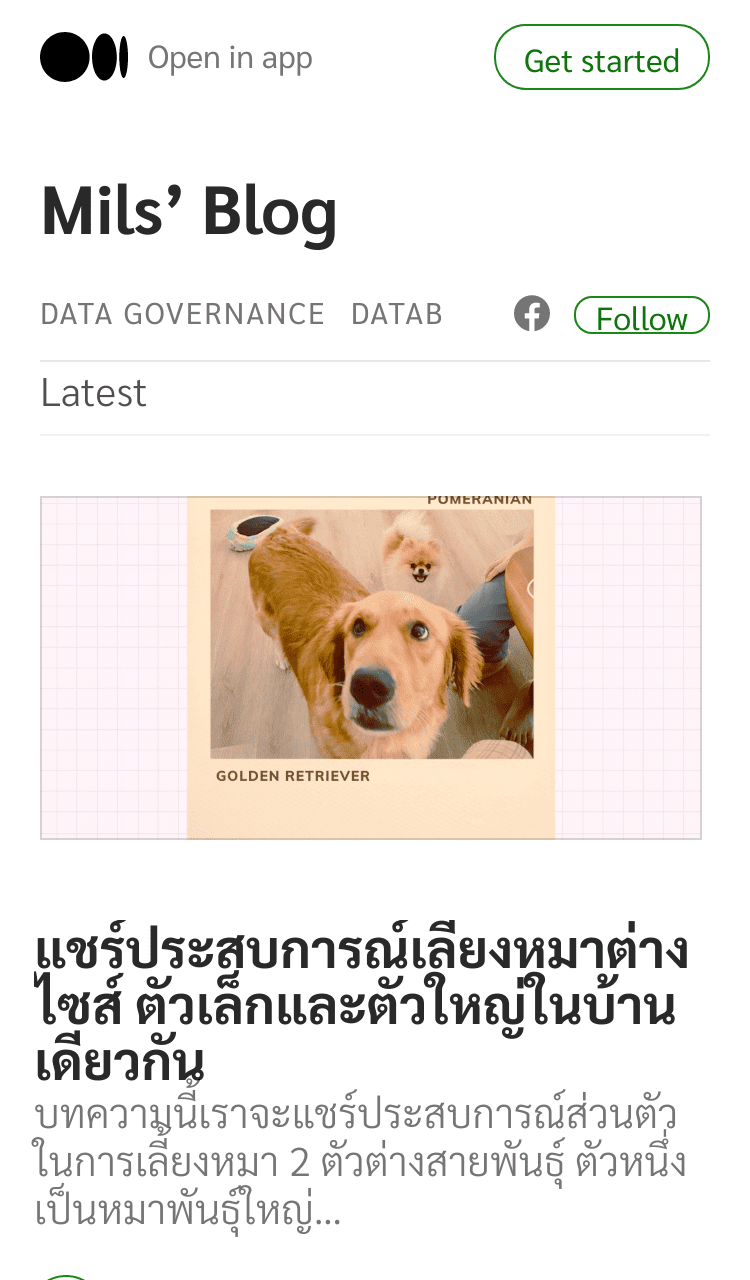 Open in app
Get started
Mils’ Blog
DATA GOVERNANCE DATAB
Follow
Latest
POMERANIAN
GOLDEN RETRIEVER
แชร์ประสบการณ์เลี้ยงหมาต่าง
ไซส์ ตัวเล็กและตัวใหญ่ในบ้าน
เดียวกัน
บทความนี้เราจะแชร์ประสบการณ์ส่วนตัว
ในการเลี้ยงหมา 2 ตัวต่างสายพันธุ์ ตัวหนึ่ง
เป็นหมาพันธุ์ใหญ่...